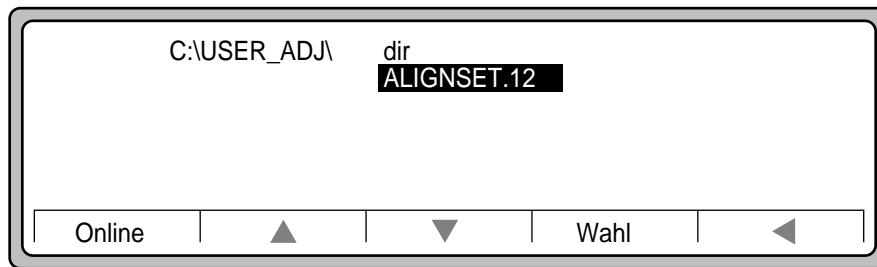 C:\USER_ADJ\ dir
ALIGNSET.12
Online ▲ ▼ Wahl ◀